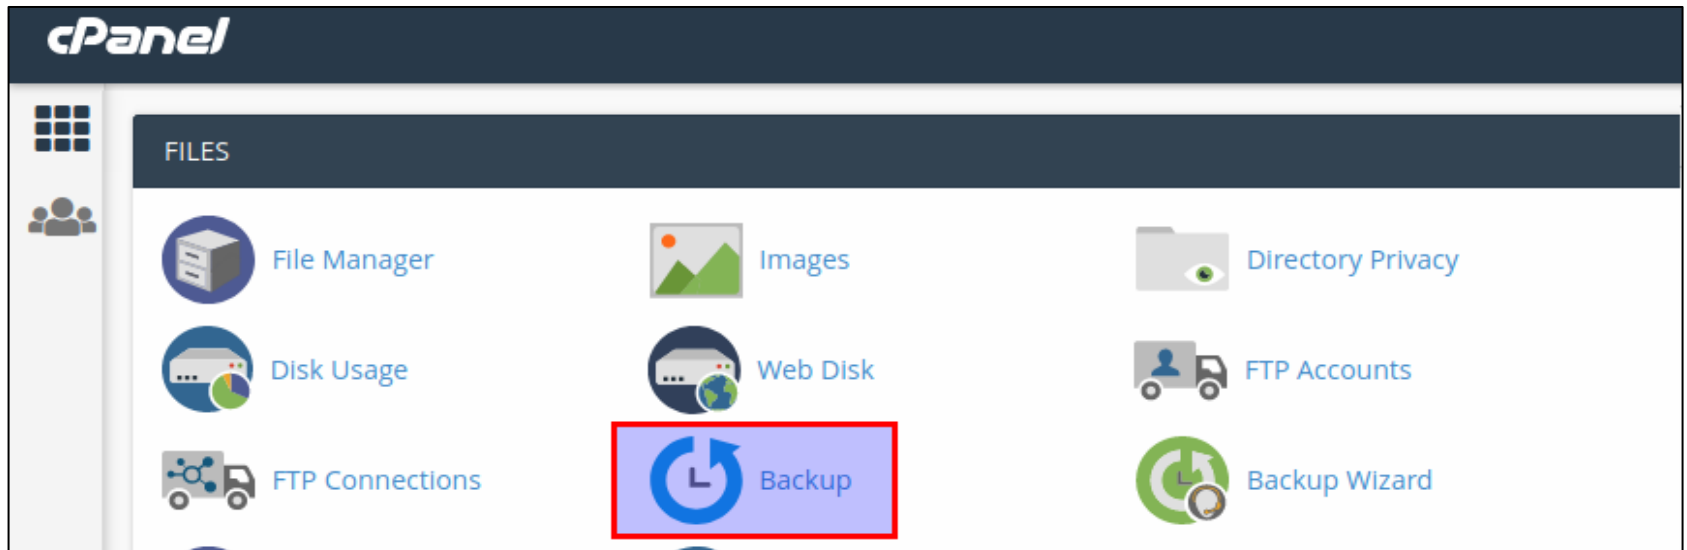 cPanel
FILES
File Manager
Images
Directory Privacy
Disk Usage
Web Disk
FTP Accounts
FTP Connections
Backup
Backup Wizard